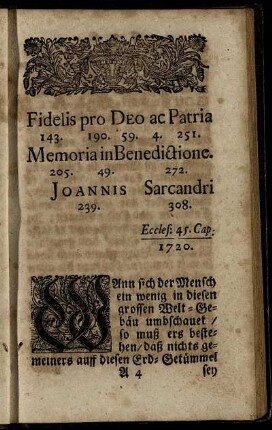 Fidelis pro DEO ac Patria
143. 190. 59. 4. 251.
Memoria in Benedictione.
205. 49. 272.
JOANNIS Sarcandri
239. 308.
Eccles: 45. Cap:
1720.
WAnn sich der Mensch
ein wenig in diesen
grossen Welt-Ge-
bäu umbschauet /
so muß ers beste-
hen / daß nichts ge-
meiners auff diesen Erd-Getümmel
A 4 sey